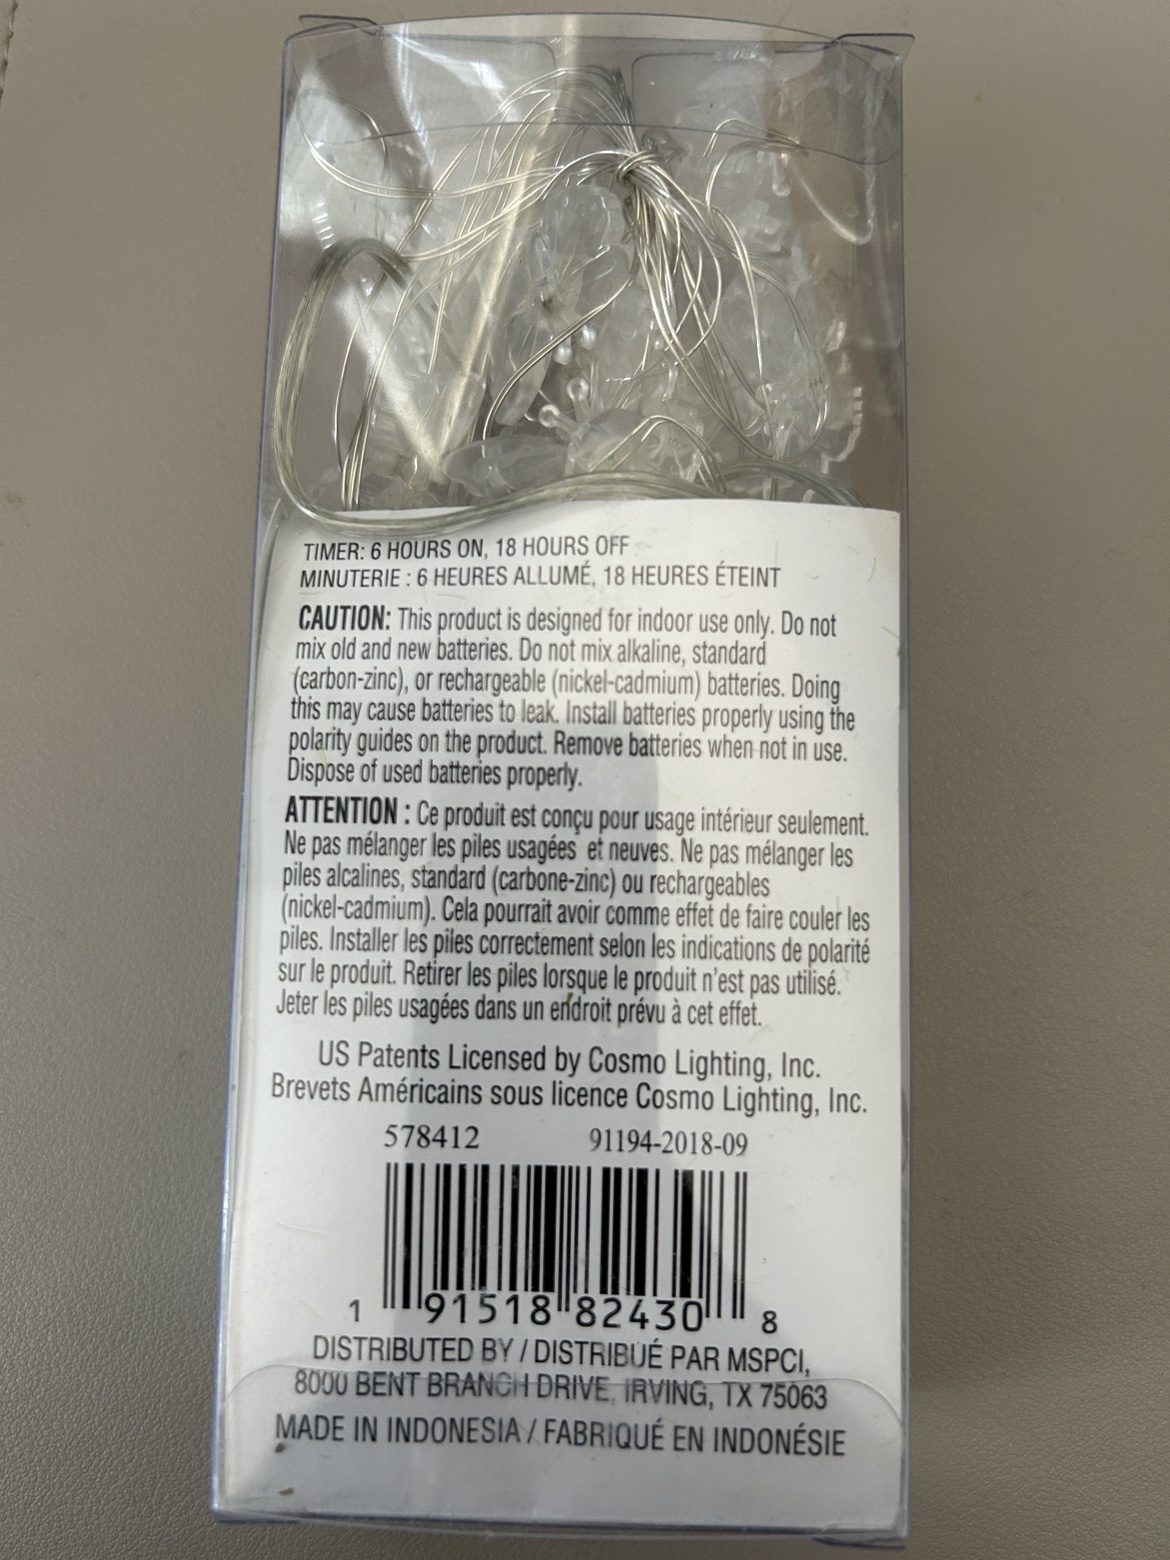 TIMER: 6 HOURS ON, 18 HOURS OFF
MINUTERIE : 6 HEURES ALLUMÉ, 18 HEURES ÉTEINT
CAUTION: This product is designed for indoor use only. Do not
mix old and new batteries. Do not mix alkaline, standard
(carbon-zinc), or rechargeable (nickel-cadmium) batteries. Doing
this may cause batteries to leak. Install batteries properly using the
polarity guides on the product. Remove batteries when not in use.
Dispose of used batteries properly.
ATTENTION : Ce produit est conçu pour usage intérieur seulement.
Ne pas mélanger les piles usagées et neuves. Ne pas mélanger les
piles alcalines, standard (carbone-zinc) ou rechargeables
(nickel-cadmium). Cela pourrait avoir comme effet de faire couler les
piles. Installer les piles correctement selon les indications de polarité
sur le produit. Retirer les piles lorsque le produit n'est pas utilisé.
Jeter les piles usagées dans un endroit prévu à cet effet.
US Patents Licensed by Cosmo Lighting, Inc.
Brevets Américains sous licence Cosmo Lighting, Inc.
578412 91194-2018-09
1 91518 82430 8
DISTRIBUTED BY / DISTRIBUÉ PAR MSPCI,
8000 BENT BRANCH DRIVE, IRVING, TX 75063
MADE IN INDONESIA / FABRIQUÉ EN INDONÉSIE